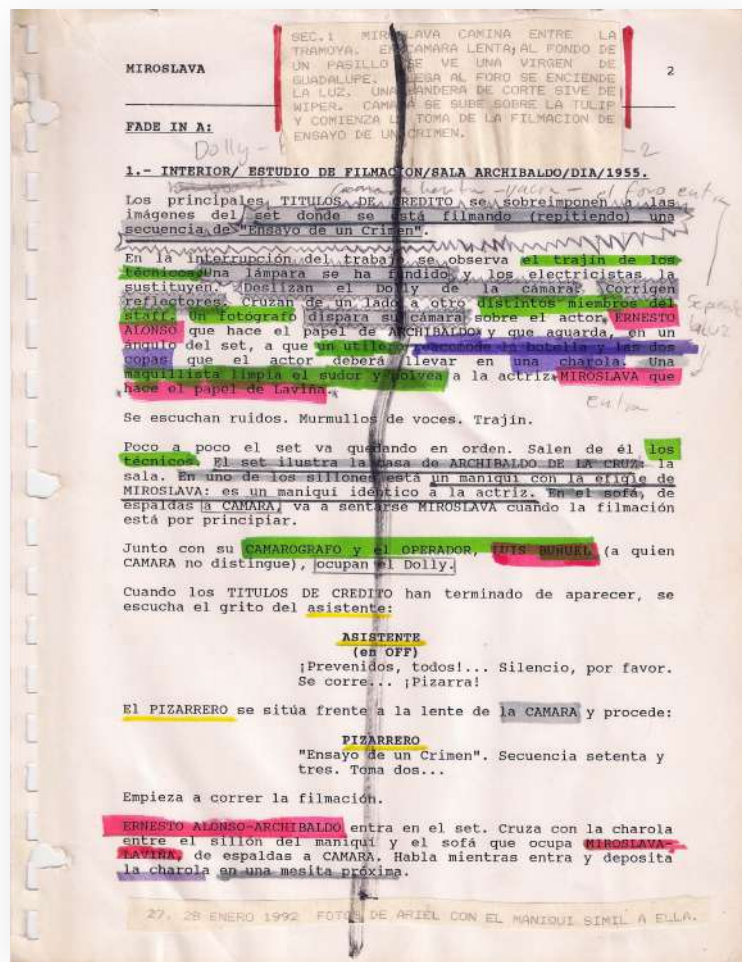 SEC.1 MIROSLAVA CAMINA ENTRE LA
TRAMOYA. EN CAMARA LENTA, AL FONDO DE
UN PASILLO SE VE UNA VIRGEN DE
GUADALUPE. LLEGA AL FORO SE ENCIENDE
LA LUZ. UNA BANDERA DE CORTE SIVE DE
WIPER. CAMARA SE SUBE SOBRE LA TULIP
Y COMIENZA LA TOMA DE LA FILMACION DE
ENSAYO DE UN CRIMEN.
MIROSLAVA 2
FADE IN A:
Dolly - -2
1.- INTERIOR/ ESTUDIO DE FILMACION/SALA ARCHIBALDO/DIA/1955.
Camara lenta - vacia - el foro entra
Los principales TITULOS DE CREDITO se sobreimponen a las
imágenes del set donde se está filmando (repitiendo) una
secuencia de "Ensayo de un Crimen".
En la interrupción del trabajo se observa el trajín de los
técnicos. Una lámpara se ha fundido y los electricistas la
sustituyen. Deslizan el Dolly de la cámara. Corrigen
reflectores. Cruzan de un lado a otro distintos miembros del
staff. Un fotógrafo dispara su cámara sobre el actor, ERNESTO
ALONSO que hace el papel de ARCHIBALDO y que aguarda, en un
ángulo del set, a que un utilero reacomode la botella y las dos
copas que el actor deberá llevar en una charola. Una
maquillista limpia el sudor y polvea a la actriz MIROSLAVA que
hace el papel de Laviña.
la luz
entra
Se escuchan ruidos. Murmullos de voces. Trajín.
Poco a poco el set va quedando en orden. Salen de él los
técnicos. El set ilustra la casa de ARCHIBALDO DE LA CRUZ: la
sala. En uno de los sillones está un maniquí con la efigie de
MIROSLAVA: es un maniquí idéntico a la actriz. En el sofá, de
espaldas a CAMARA, va a sentarse MIROSLAVA cuando la filmación
está por principiar.
Junto con su CAMAROGRAFO y el OPERADOR, LUIS BUÑUEL (a quien
CAMARA no distingue), ocupan el Dolly.
Cuando los TITULOS DE CREDITO han terminado de aparecer, se
escucha el grito del asistente:
ASISTENTE
(en OFF)
¡Prevenidos, todos!... Silencio, por favor.
Se corre... ¡Pizarra!
El PIZARRERO se sitúa frente a la lente de la CAMARA y procede:
PIZARRERO
"Ensayo de un Crimen". Secuencia setenta y
tres. Toma dos...
Empieza a correr la filmación.
ERNESTO ALONSO-ARCHIBALDO entra en el set. Cruza con la charola
entre el sillón del maniquí y el sofá que ocupa MIROSLAVA-
LAVIÑA, de espaldas a CAMARA. Habla mientras entra y deposita
la charola en una mesita próxima.
27, 28 ENERO 1992 FOTOS DE ARIEL CON EL MANIQUI SIMIL A ELLA.